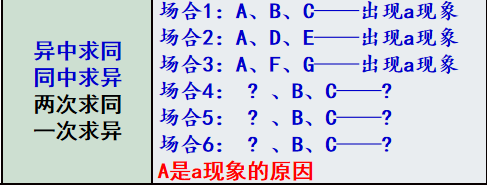 异中求同
同中求异
两次求同
一次求异
场合1: A、B、C——出现a现象
场合2: A、D、E——出现a现象
场合3: A、F、G——出现a现象
场合4: ? 、B、C——?
场合5: ? 、B、C——?
场合6: ? 、B、C——?
A是a现象的原因